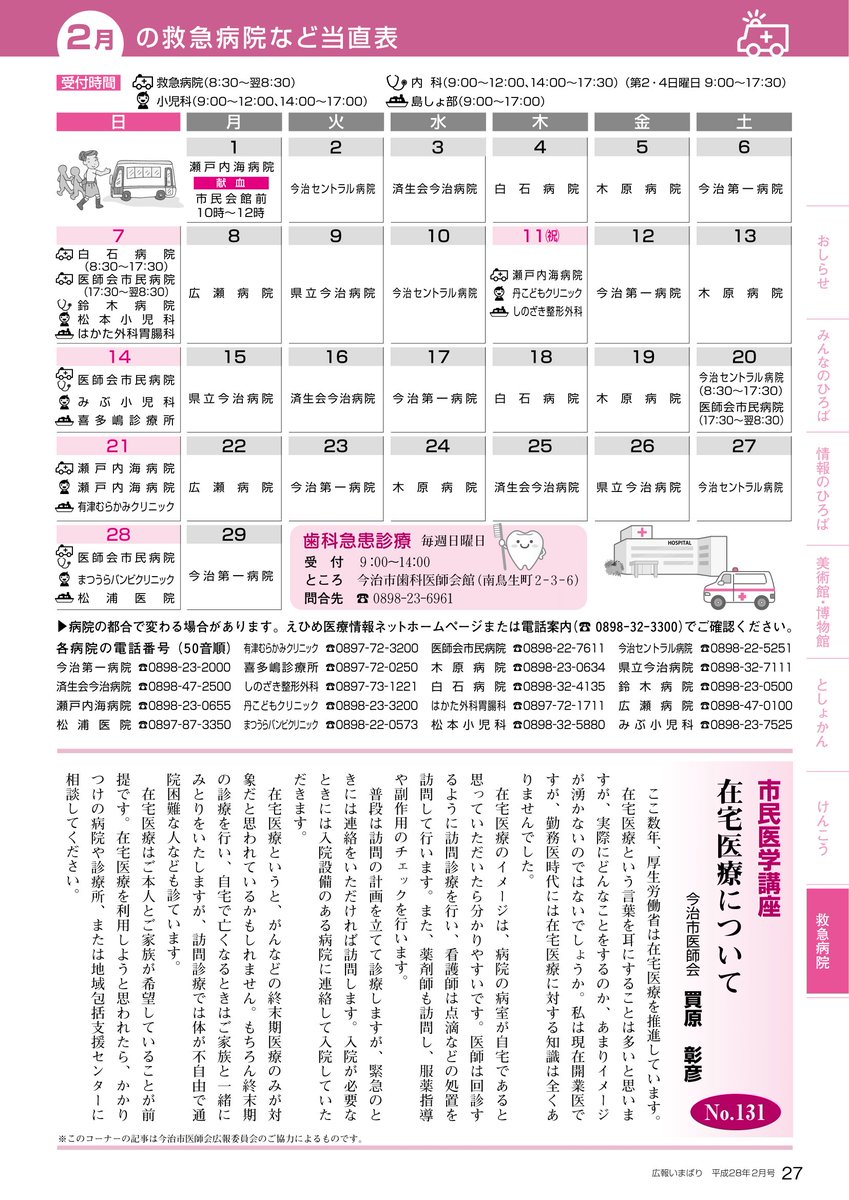 2月 の救急病院など当直表
受付時間 救急病院(8:30〜翌8:30) 内 科(9:00〜12:00、14:00〜17:30)(第2・4日曜日 9:00〜17:30)
小児科(9:00〜12:00、14:00〜17:00) 島しょ部(9:00〜17:00)
日 月 火 水 木 金 土
1 2 3 4 5 6
瀬戸内海病院
献血
市民会館前
10時〜12時
今治セントラル病院
済生会今治病院
白石病院
木原病院
今治第一病院
7 8 9 10 11㈷ 12 13
白石病院
(8:30〜17:30)
医師会市民病院
(17:30〜翌8:30)
鈴木病院
松本小児科
はかた外科胃腸科
広瀬病院
県立今治病院
今治セントラル病院
瀬戸内海病院
丹こどもクリニック
しのざき整形外科
今治第一病院
木原病院
14 15 16 17 18 19 20
医師会市民病院
みぶ小児科
喜多嶋診療所
県立今治病院
済生会今治病院
今治第一病院
白石病院
木原病院
今治セントラル病院
(8:30〜17:30)
医師会市民病院
(17:30〜翌8:30)
21 22 23 24 25 26 27
瀬戸内海病院
瀬戸内海病院
有津むらかみクリニック
広瀬病院
今治第一病院
木原病院
済生会今治病院
県立今治病院
今治セントラル病院
28 29
医師会市民病院
まつうらバンビクリニック
松浦医院
今治第一病院
歯科急患診療 毎週日曜日
受 付 9:00〜14:00
ところ 今治市歯科医師会館(南鳥生町2-3-6)
問合先 ☎0898-23-6961
HOSPITAL
▶病院の都合で変わる場合があります。えひめ医療情報ネットホームページまたは電話案内(☎ 0898-32-3300)でご確認ください。
各病院の電話番号(50音順) 有津むらかみクリニック ☎0897-72-3200 医師会市民病院 ☎0898-22-7611 今治セントラル病院 ☎0898-22-5251
今治第一病院 ☎0898-23-2000 喜多嶋診療所 ☎0897-72-0250 木原病院 ☎0898-23-0634 県立今治病院 ☎0898-32-7111
済生会今治病院 ☎0898-47-2500 しのざき整形外科 ☎0897-73-1221 白石病院 ☎0898-32-4135 鈴木病院 ☎0898-23-0500
瀬戸内海病院 ☎0898-23-0655 丹こどもクリニック ☎0898-23-3200 はかた外科胃腸科 ☎0897-72-1711 広瀬病院 ☎0898-47-0100
松浦医院 ☎0897-87-3350 まつうらバンビクリニック ☎0898-22-0573 松本小児科 ☎0898-32-5880 みぶ小児科 ☎0898-23-7525
市民医学講座
在宅医療について
今治市医師会 買原 彰彦
No.131
ここ数年、厚生労働省は在宅医療を推進しています。
在宅医療という言葉を耳にすることは多いと思いま
すが、実際にどんなことをするのか、あまりイメージ
が湧かないのではないでしょうか。私は現在開業医で
すが、勤務医時代には在宅医療に対する知識は全くあ
りませんでした。
在宅医療のイメージは、病院の病室が自宅であると
思っていただいたら分かりやすいです。医師は回診す
るように訪問診療を行い、看護師は点滴などの処置を
訪問して行います。また、薬剤師も訪問し、服薬指導
や副作用のチェックを行います。
普段は訪問の計画を立てて診療しますが、緊急のと
きには連絡をいただければ訪問します。入院が必要な
ときには入院設備のある病院に連絡して入院していた
だきます。
在宅医療というと、がんなどの終末期医療のみが対
象だと思われているかもしれません。もちろん終末期
の診療を行い、自宅で亡くなるときはご家族と一緒に
みとりをいたしますが、訪問診療では体が不自由で通
院困難な人なども診ています。
在宅医療はご本人とご家族が希望していることが前
提です。在宅医療を利用しようと思われたら、かかり
つけの病院や診療所、または地域包括支援センターに
相談してください。
※このコーナーの記事は今治市医師会広報委員会のご協力によるものです。
おしらせ
みんなのひろば
情報のひろば
美術館・博物館
としょかん
けんこう
救急病院
広報いまばり 平成28年2月号 27